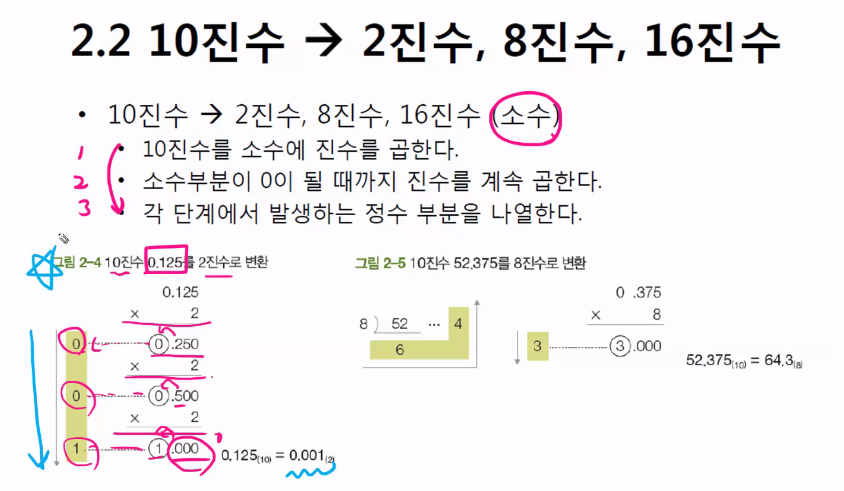 2.2 10진수 → 2진수, 8진수, 16진수
• 10진수 → 2진수, 8진수, 16진수 (소수)
1 • 10진수를 소수에 진수를 곱한다.
2 • 소수부분이 0이 될 때까지 진수를 계속 곱한다.
3 • 각 단계에서 발생하는 정수 부분을 나열한다.
그림 2-4 10진수 0.125를 2진수로 변환
0.125
× 2
0 0.250
× 2
0 0.500
× 2
1 1.000
0.125(10) = 0.001(2)
그림 2-5 10진수 52.375를 8진수로 변환
8 ) 52 ... 4
6
0 .375
× 8
3 3.000
52.375(10) = 64.3(8)